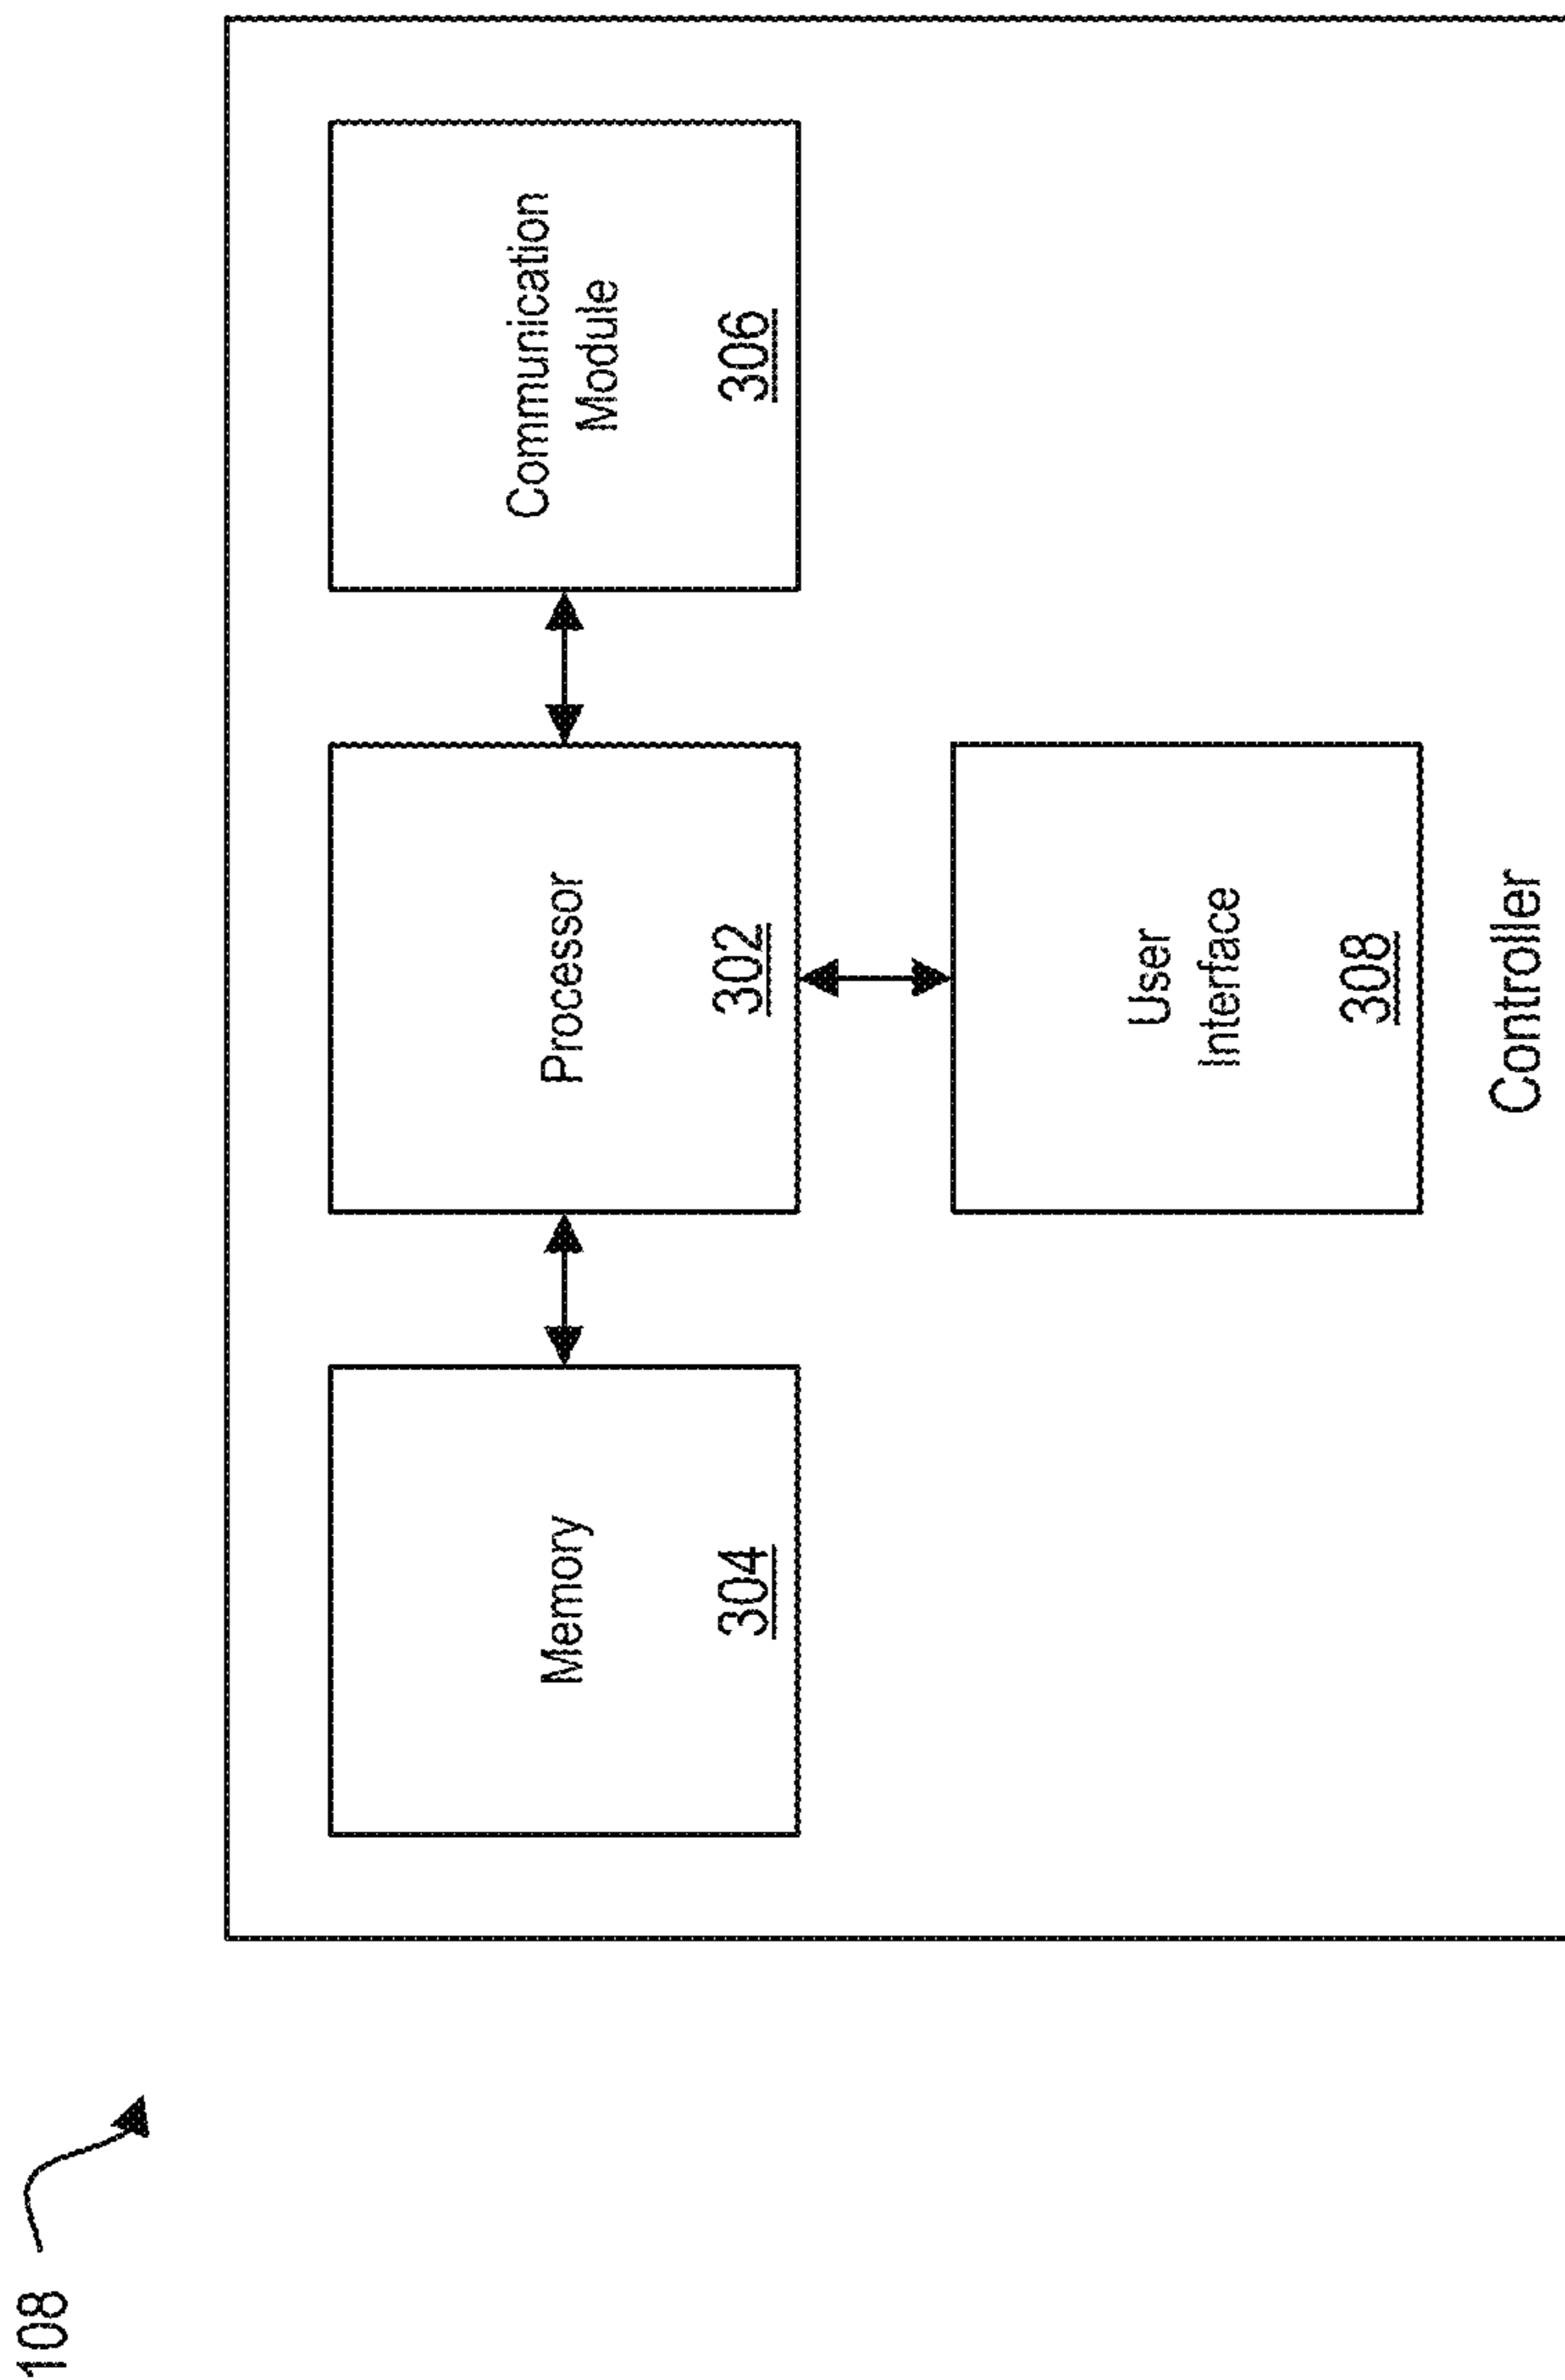 108
Memory
304
Processor
302
Communication
Module
306
User
Interface
308
Controller